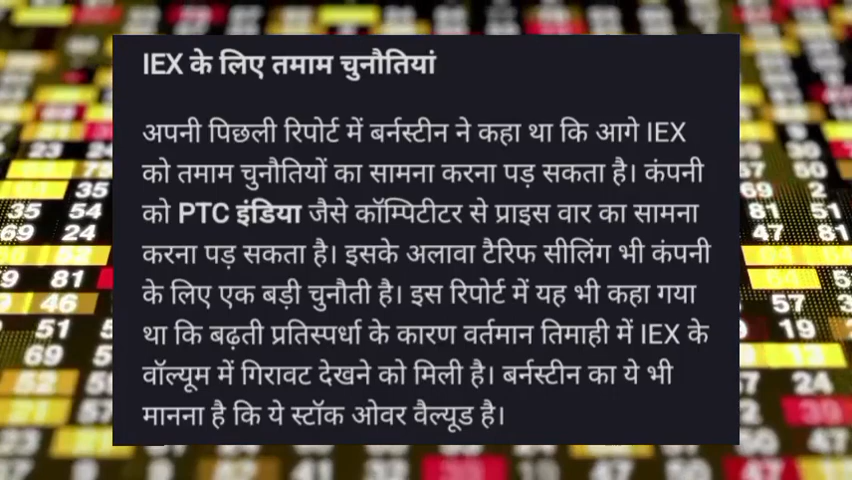 IEX के लिए तमाम चुनौतियां
अपनी पिछली रिपोर्ट में बर्नस्टीन ने कहा था कि आगे IEX
को तमाम चुनौतियों का सामना करना पड़ सकता है। कंपनी
को PTC इंडिया जैसे कॉम्पिटीटर से प्राइस वार का सामना
करना पड़ सकता है। इसके अलावा टैरिफ सीलिंग भी कंपनी
के लिए एक बड़ी चुनौती है। इस रिपोर्ट में यह भी कहा गया
था कि बढ़ती प्रतिस्पर्धा के कारण वर्तमान तिमाही में IEX के
वॉल्यूम में गिरावट देखने को मिली है। बर्नस्टीन का ये भी
मानना है कि ये स्टॉक ओवर वैल्यूड है।